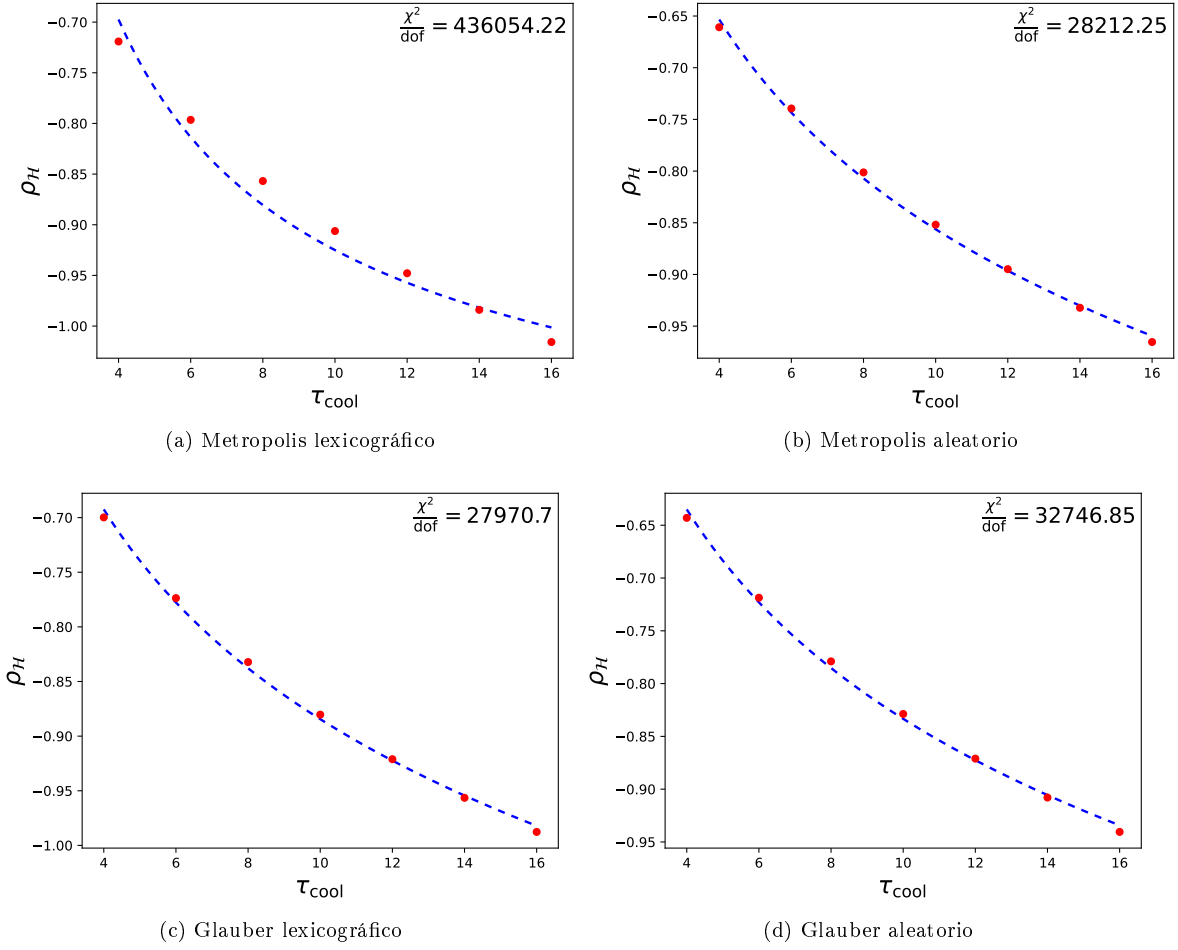 −0.70
−0.75
−0.80
−0.85
−0.90
−0.95
−1.00
ρ_ℋ
χ²/dof = 436054.22
4 6 8 10 12 14 16
τ_cool
(a) Metropolis lexicográfico
−0.65
−0.70
−0.75
−0.80
−0.85
−0.90
−0.95
ρ_ℋ
χ²/dof = 28212.25
4 6 8 10 12 14 16
τ_cool
(b) Metropolis aleatorio
−0.70
−0.75
−0.80
−0.85
−0.90
−0.95
−1.00
ρ_ℋ
χ²/dof = 27970.7
4 6 8 10 12 14 16
τ_cool
(c) Glauber lexicográfico
−0.65
−0.70
−0.75
−0.80
−0.85
−0.90
−0.95
ρ_ℋ
χ²/dof = 32746.85
4 6 8 10 12 14 16
τ_cool
(d) Glauber aleatorio